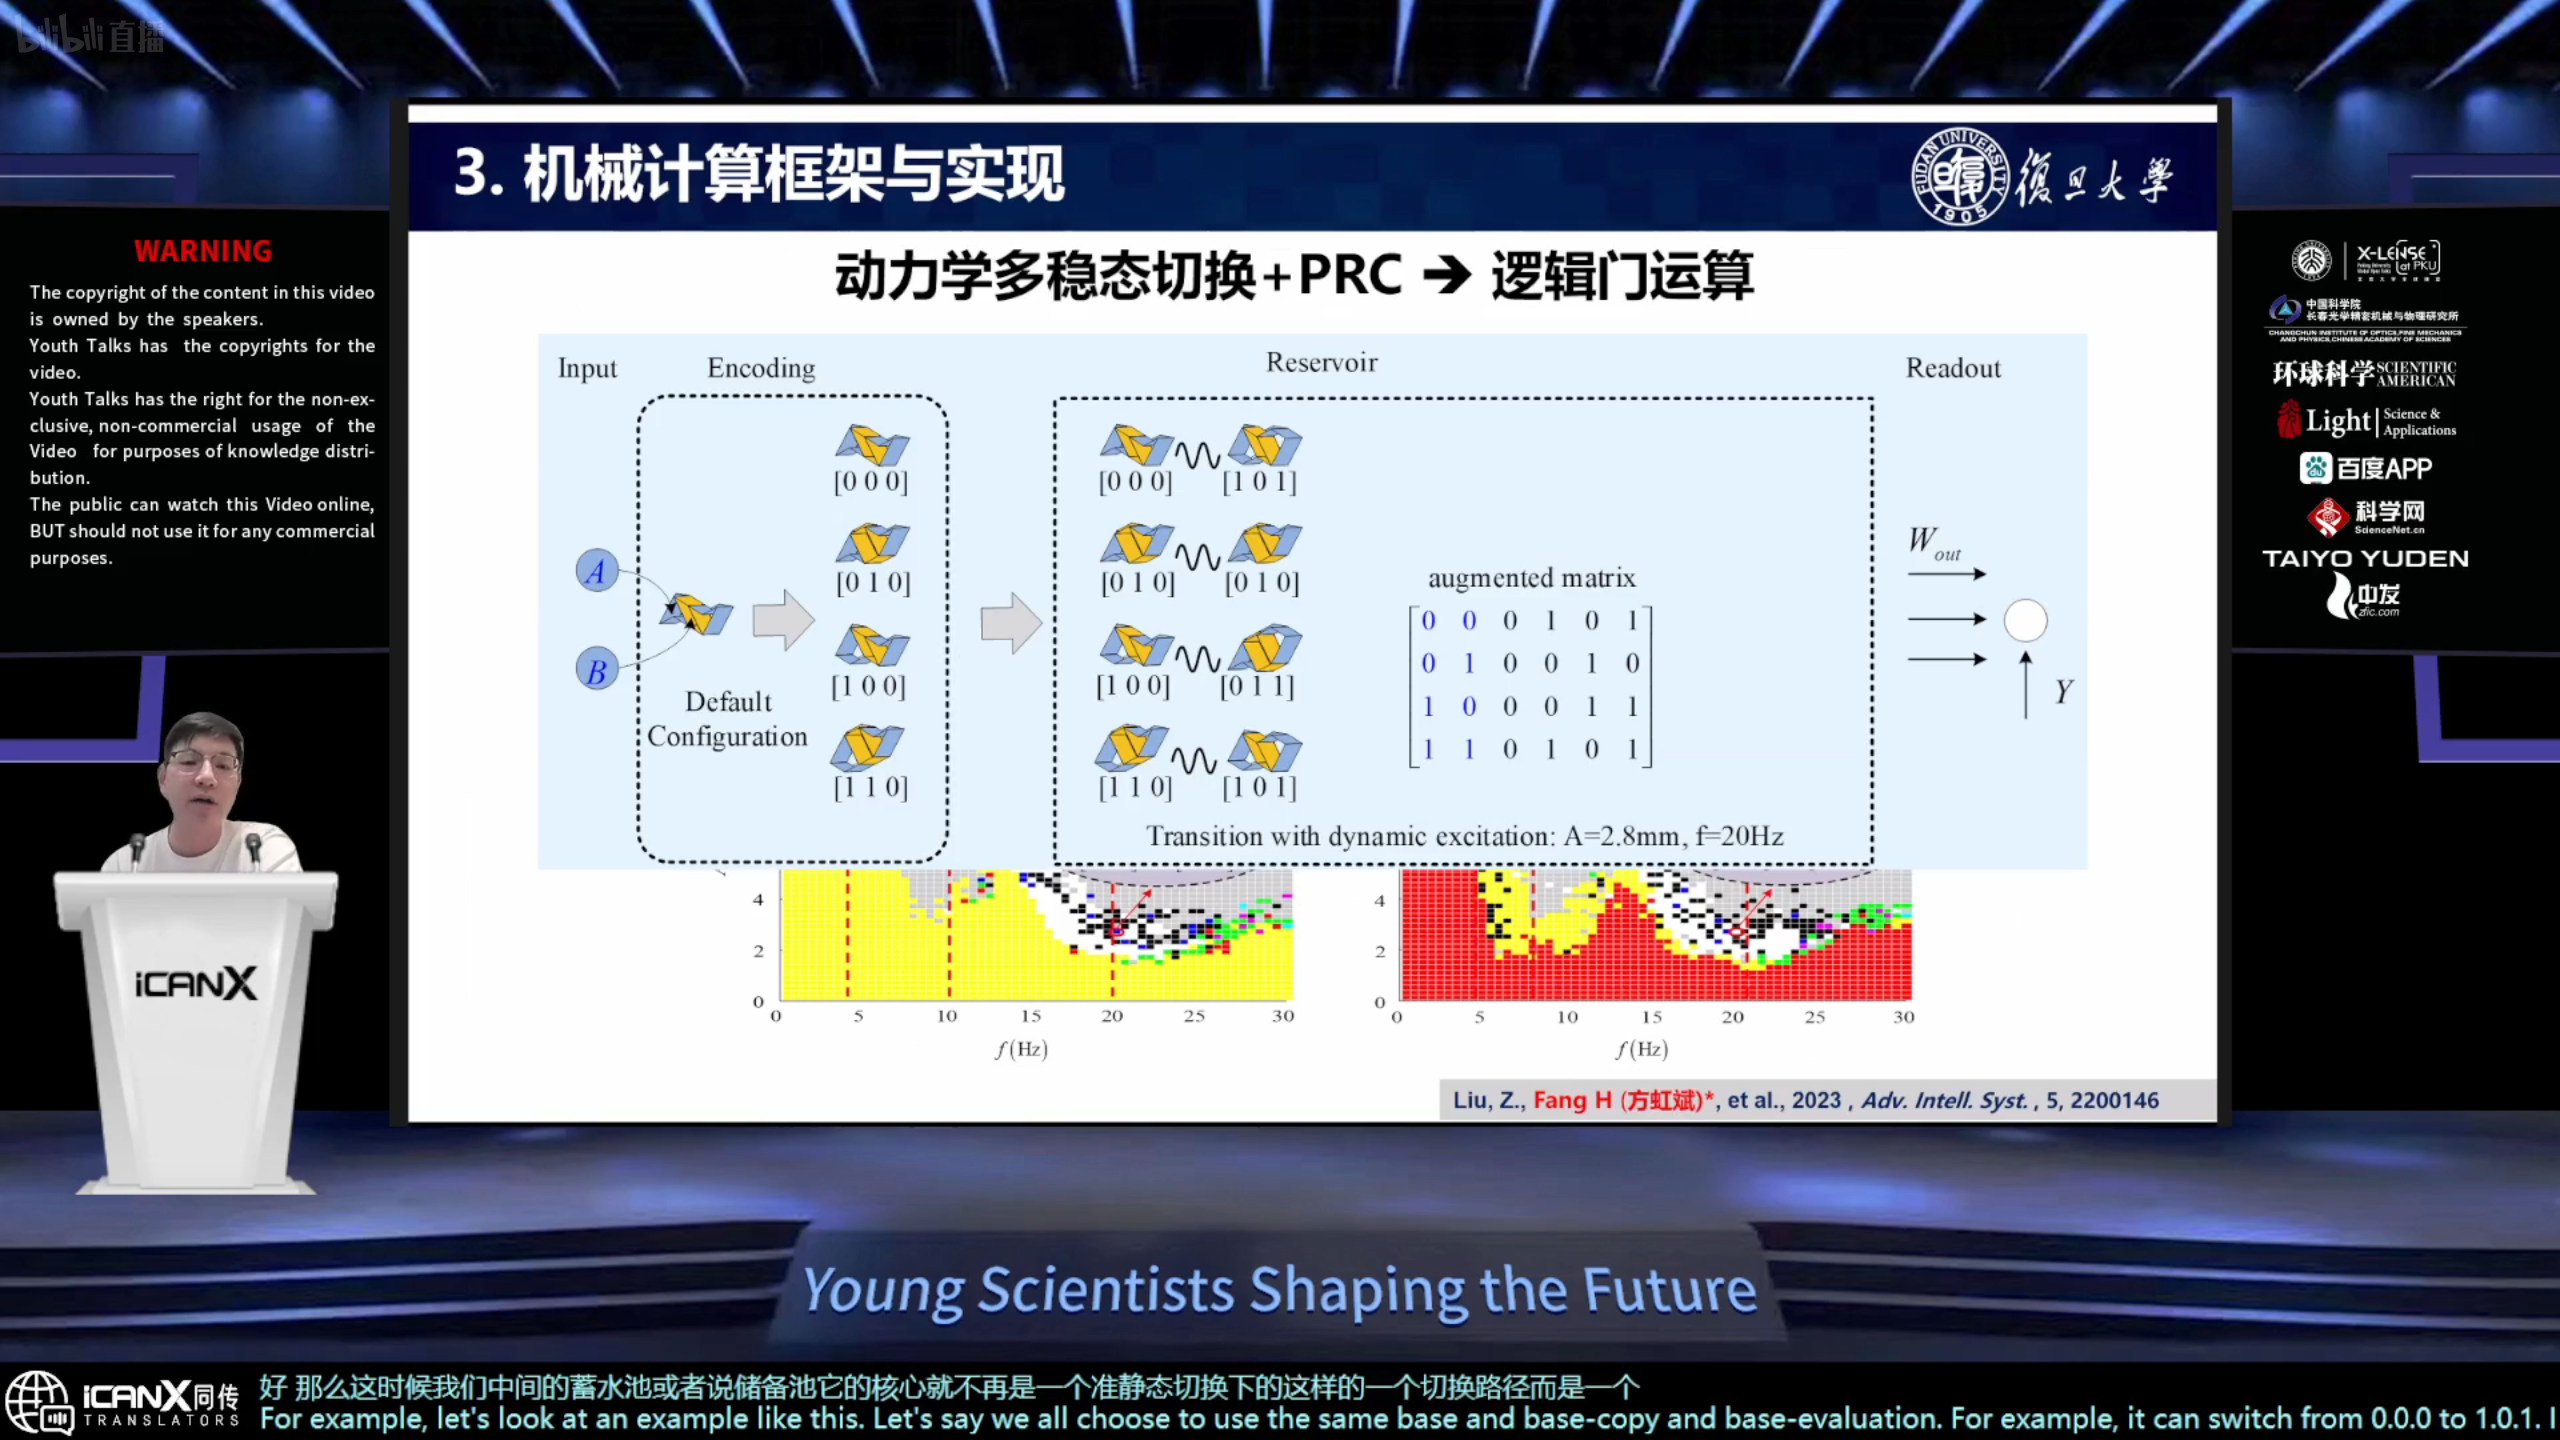 bilibili 直播
WARNING
The copyright of the content in this video
is owned by the speakers.
Youth Talks has the copyrights for the
video.
Youth Talks has the right for the non-ex-
clusive, non-commercial usage of the
Video for purposes of knowledge distri-
bution.
The public can watch this Video online,
BUT should not use it for any commercial
purposes.
3. 机械计算框架与实现
FUDAN UNIVERSITY
1905
復旦大學
动力学多稳态切换+PRC ➔ 逻辑门运算
Input
Encoding
Reservoir
Readout
A
B
Default
Configuration
[0 0 0]
[0 1 0]
[1 0 0]
[1 1 0]
[0 0 0] [1 0 1]
[0 1 0] [0 1 0]
[1 0 0] [0 1 1]
[1 1 0] [1 0 1]
augmented matrix
0 0 0 1 0 1
0 1 0 0 1 0
1 0 0 0 1 1
1 1 0 1 0 1
Transition with dynamic excitation: A=2.8mm, f=20Hz
Wout
Y
4
2
0
0 5 10 15 20 25 30
f(Hz)
4
2
0
0 5 10 15 20 25 30
f(Hz)
Liu, Z., Fang H (方虹斌)*, et al., 2023 , Adv. Intell. Syst. , 5, 2200146
X-LENSE at PKU
中国科学院
长春光学精密机械与物理研究所
CHANGCHUN INSTITUTE OF OPTICS,FINE MECHANICS
AND PHYSICS,CHINESE ACADEMY OF SCIENCES
环球科学 SCIENTIFIC AMERICAN
Light Science & Applications
du 百度APP
科学网
ScienceNet.cn
TAIYO YUDEN
中发
zfic.com
iCANX
Young Scientists Shaping the Future
iCANX同传
TRANSLATORS
好 那么这时候我们中间的蓄水池或者说储备池它的核心就不再是一个准静态切换下的这样的一个切换路径而是一个
For example, let's look at an example like this. Let's say we all choose to use the same base and base-copy and base-evaluation. For example, it can switch from 0.0.0 to 1.0.1. I